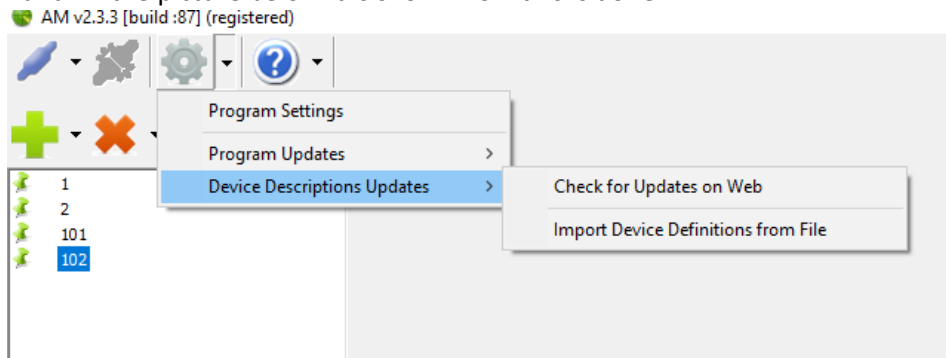 AM v2.3.3 [build :87] (registered)
Program Settings
Program Updates
Device Descriptions Updates
Check for Updates on Web
Import Device Definitions from File
1
2
101
102